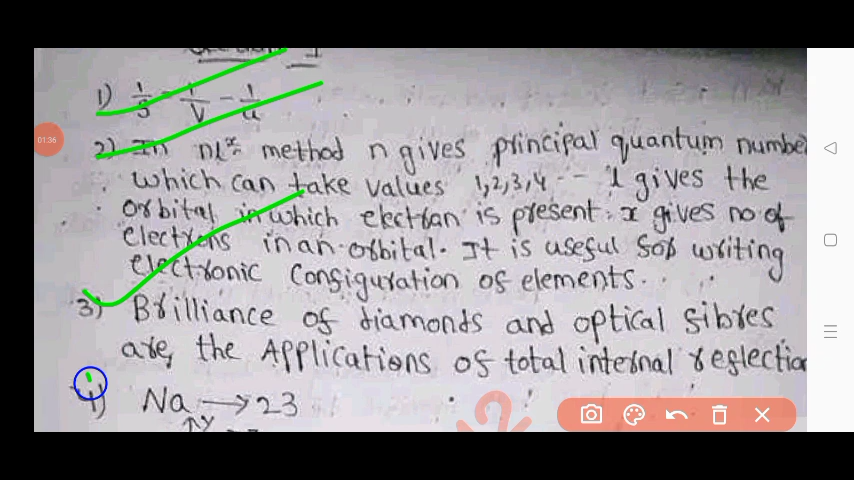 1) 1/S = 1/V - 1/u
2) In nlx method n gives principal quantum number
which can take values 1,2,3,4 -- l gives the
orbital in which electron is present. x gives no of
electrons in an orbital. It is useful for writing
electronic configuration of elements.
3) Brilliance of diamonds and optical fibres
are, the Applications of total internal reflection
4) Na → 23
01:36